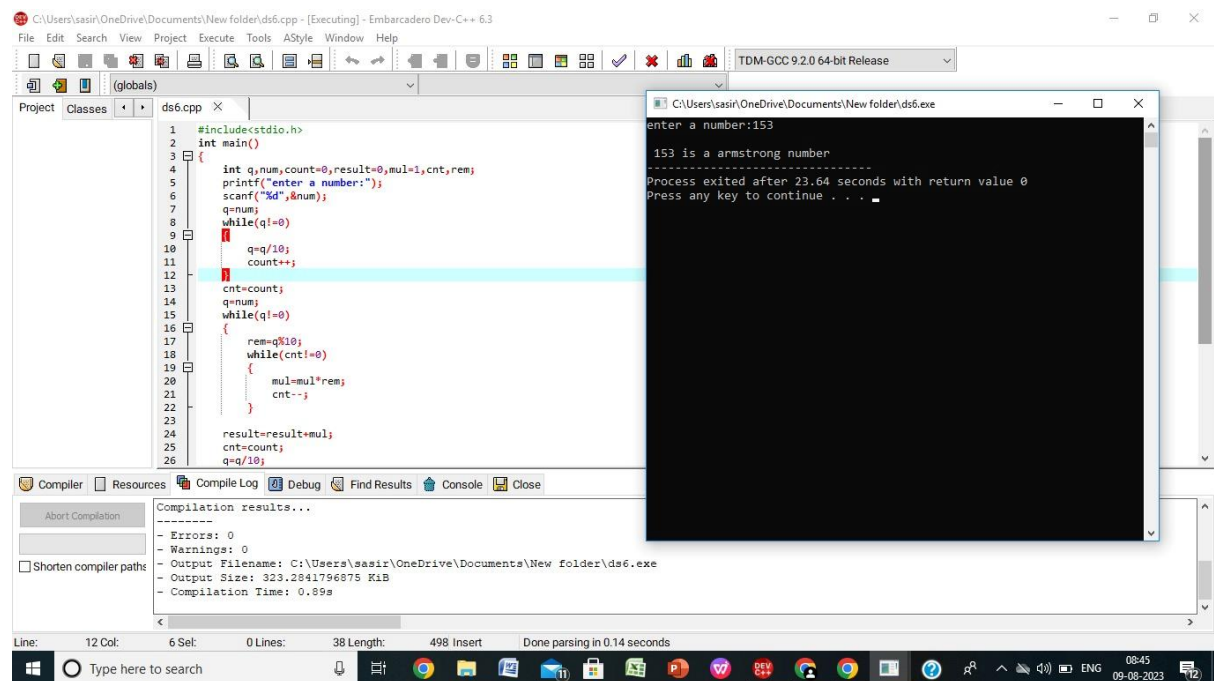 C:\Users\sasir\OneDrive\Documents\New folder\ds6.cpp - [Executing] - Embarcadero Dev-C++ 6.3
File Edit Search View Project Execute Tools AStyle Window Help
TDM-GCC 9.2.0 64-bit Release
(globals)
Project Classes ds6.cpp
1 #include<stdio.h>
2 int main()
3 {
4 int q,num,count=0,result=0,mul=1,cnt,rem;
5 printf("enter a number:");
6 scanf("%d",&num);
7 q=num;
8 while(q!=0)
9 {
10 q=q/10;
11 count++;
12 }
13 cnt=count;
14 q=num;
15 while(q!=0)
16 {
17 rem=q%10;
18 while(cnt!=0)
19 {
20 mul=mul*rem;
21 cnt--;
22 }
23
24 result=result+mul;
25 cnt=count;
26 q=q/10;
C:\Users\sasir\OneDrive\Documents\New folder\ds6.exe
enter a number:153
153 is a armstrong number
--------------------------------
Process exited after 23.64 seconds with return value 0
Press any key to continue . . .
Compiler Resources Compile Log Debug Find Results Console Close
Abort Compilation
Shorten compiler paths
Compilation results...
--------
- Errors: 0
- Warnings: 0
- Output Filename: C:\Users\sasir\OneDrive\Documents\New folder\ds6.exe
- Output Size: 323.2841796875 KiB
- Compilation Time: 0.89s
Line: 12 Col: 6 Sel: 0 Lines: 38 Length: 498 Insert Done parsing in 0.14 seconds
Type here to search
DEV
11
ENG
08:45
09-08-2023
12